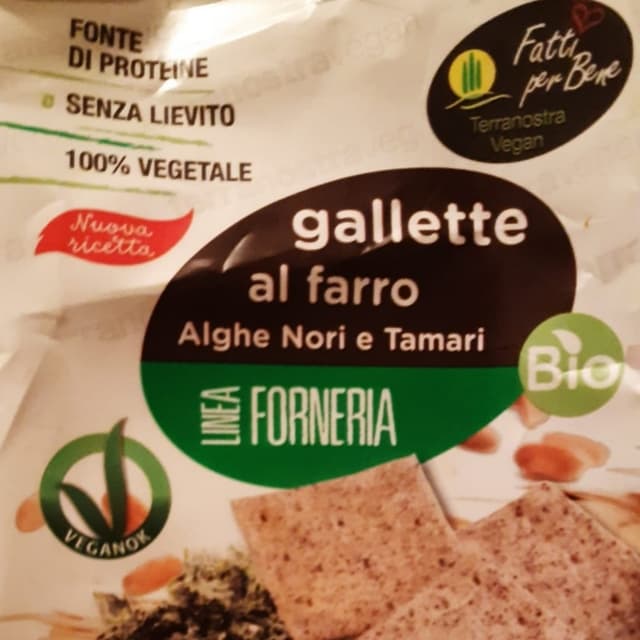 FONTE
DI PROTEINE
SENZA LIEVITO
100% VEGETALE
Fatti
per Bene
Terranostra
Vegan
Nuova
ricetta
gallette
al farro
Alghe Nori e Tamari
Bio
LINEA
FORNERIA
VEGANOK